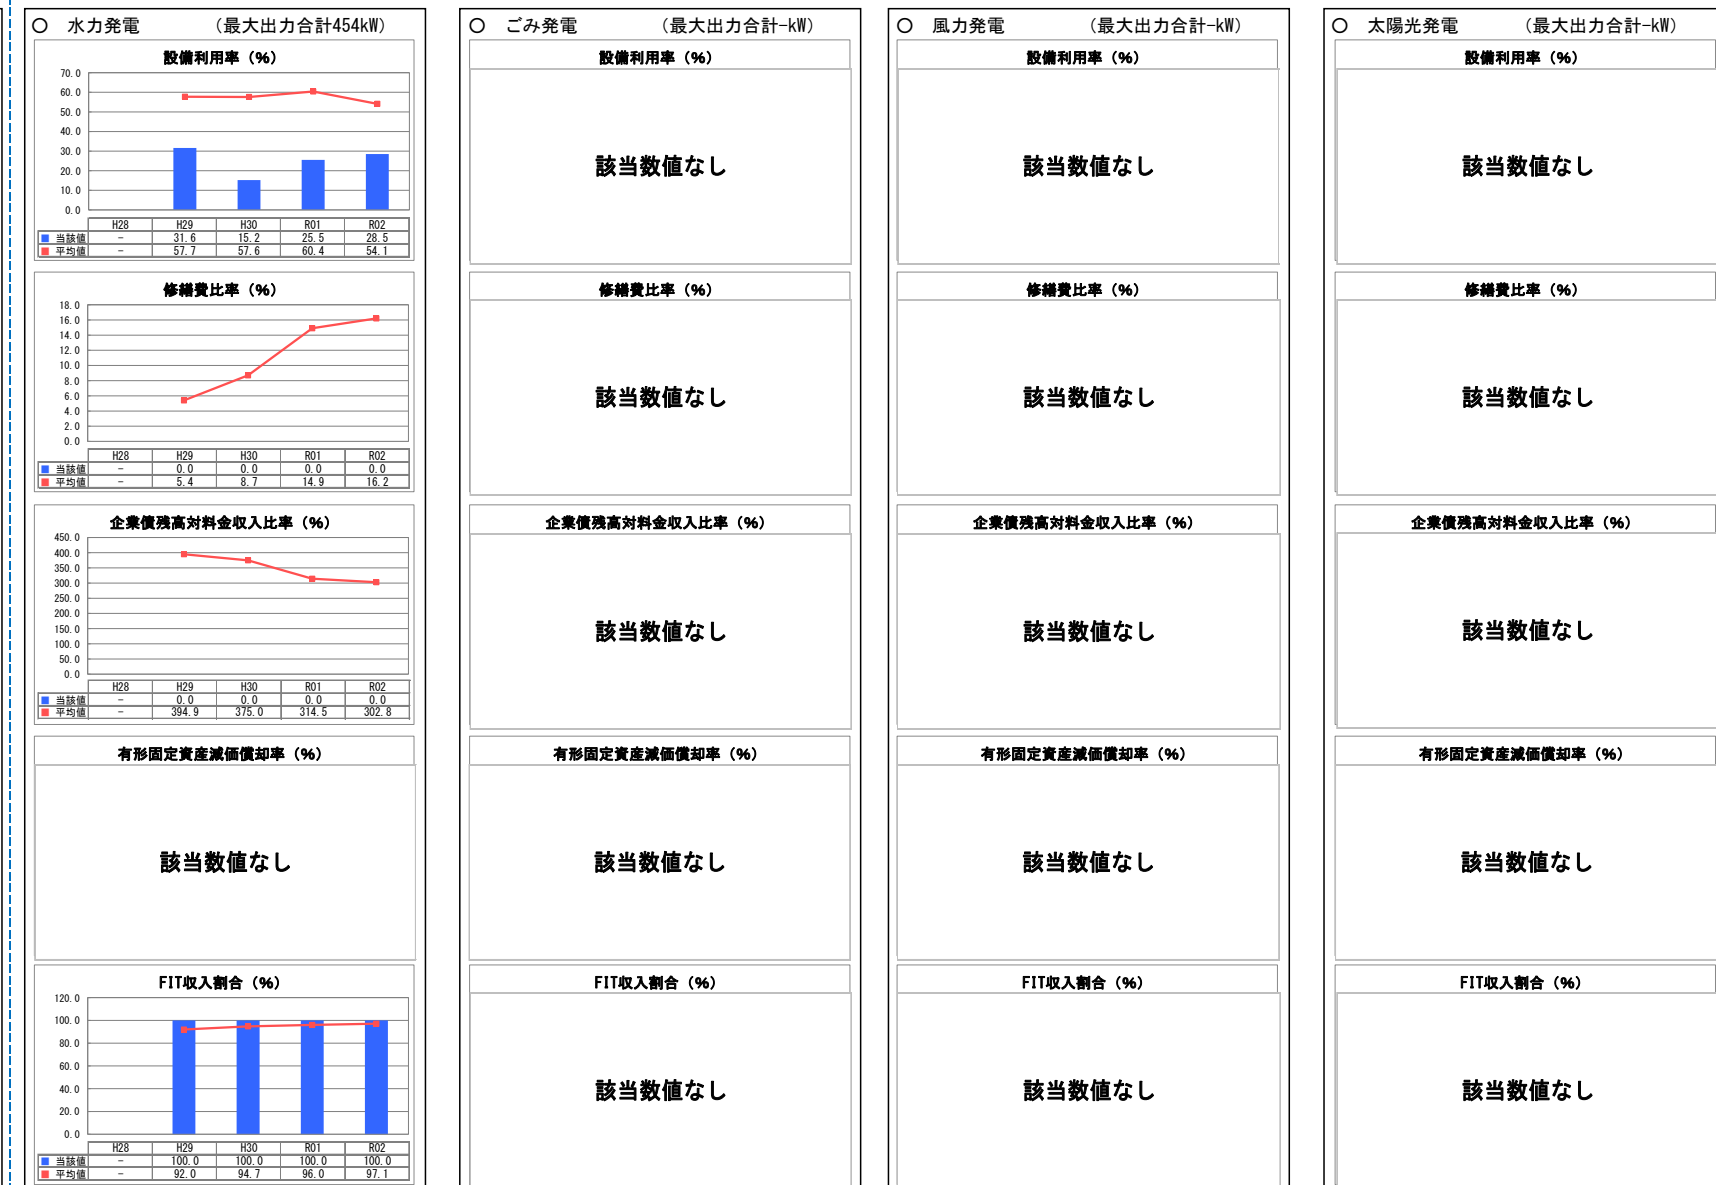 ○ 水力発電 （最大出力合計454kW）
設備利用率（%）
70.0
60.0
50.0
40.0
30.0
20.0
10.0
0.0
H28 H29 H30 R01 R02
当該値 － 31.6 15.2 25.5 28.5
平均値 － 57.7 57.6 60.4 54.1
修繕費比率（%）
18.0
16.0
14.0
12.0
10.0
8.0
6.0
4.0
2.0
0.0
H28 H29 H30 R01 R02
当該値 － 0.0 0.0 0.0 0.0
平均値 － 5.4 8.7 14.9 16.2
企業債残高対料金収入比率（%）
450.0
400.0
350.0
300.0
250.0
200.0
150.0
100.0
50.0
0.0
H28 H29 H30 R01 R02
当該値 － 0.0 0.0 0.0 0.0
平均値 － 394.9 375.0 314.5 302.8
有形固定資産減価償却率（%）
該当数値なし
FIT収入割合（%）
120.0
100.0
80.0
60.0
40.0
20.0
0.0
H28 H29 H30 R01 R02
当該値 － 100.0 100.0 100.0 100.0
平均値 － 92.0 94.7 96.0 97.1
○ ごみ発電 （最大出力合計-kW）
設備利用率（%）
該当数値なし
修繕費比率（%）
該当数値なし
企業債残高対料金収入比率（%）
該当数値なし
有形固定資産減価償却率（%）
該当数値なし
FIT収入割合（%）
該当数値なし
○ 風力発電 （最大出力合計-kW）
設備利用率（%）
該当数値なし
修繕費比率（%）
該当数値なし
企業債残高対料金収入比率（%）
該当数値なし
有形固定資産減価償却率（%）
該当数値なし
FIT収入割合（%）
該当数値なし
○ 太陽光発電 （最大出力合計-kW）
設備利用率（%）
該当数値なし
修繕費比率（%）
該当数値なし
企業債残高対料金収入比率（%）
該当数値なし
有形固定資産減価償却率（%）
該当数値なし
FIT収入割合（%）
該当数値なし